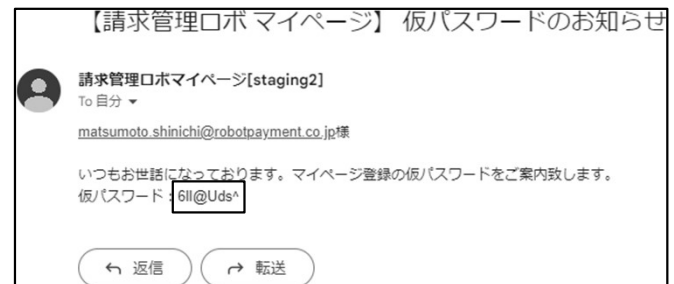 【請求管理ロボ マイページ】 仮パスワードのお知らせ
請求管理ロボマイページ[staging2]
To 自分
matsumoto.shinichi@robotpayment.co.jp様
いつもお世話になっております。マイページ登録の仮パスワードをご案内致します。
仮パスワード：6ll@Uds^
返信 転送